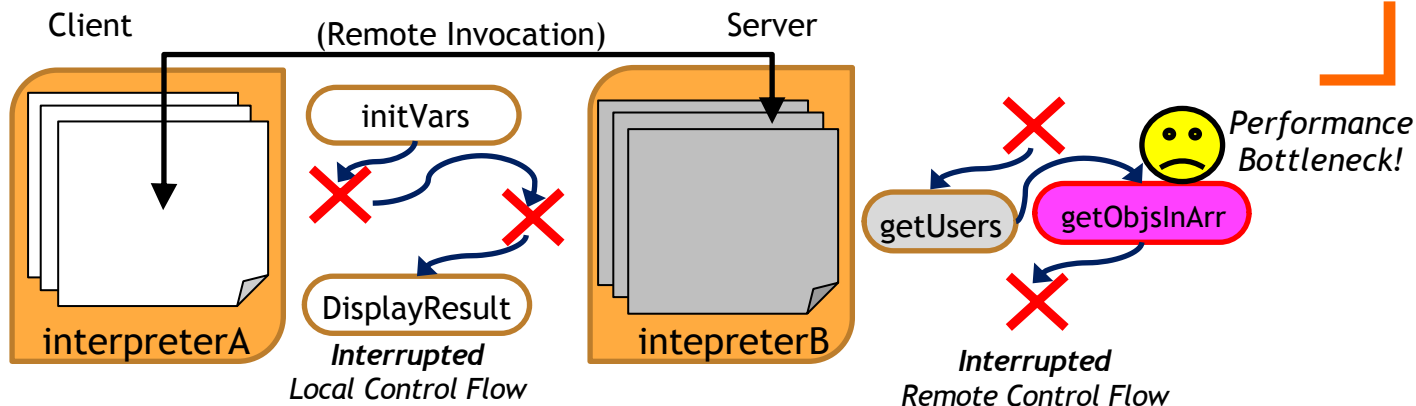 Client
(Remote Invocation)
Server
initVars
DisplayResult
interpreterA
Interrupted
Local Control Flow
intepreterB
Performance
Bottleneck!
getUsers
getObjsInArr
Interrupted
Remote Control Flow